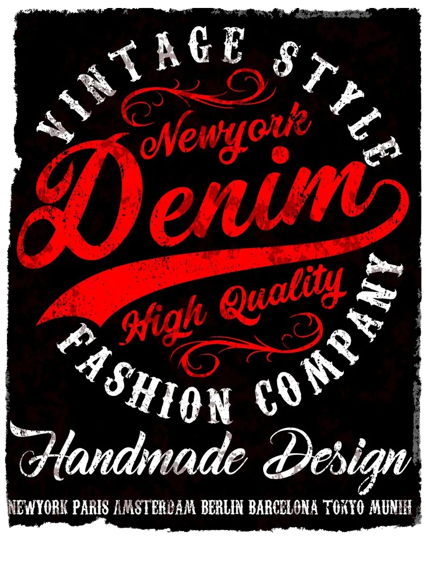 VINTAGE STYLE
Newyork
Denim
High Quality
FASHION COMPANY
Handmade Design
NEWYORK PARIS AMSTERDAM BERLIN BARCELONA TOKYO MUNIH